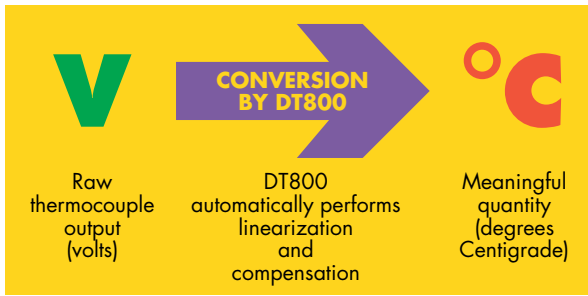 V
CONVERSION
BY DT800
°C
Raw
thermocouple
output
(volts)
DT800
automatically performs
linearization
and
compensation
Meaningful
quantity
(degrees
Centigrade)